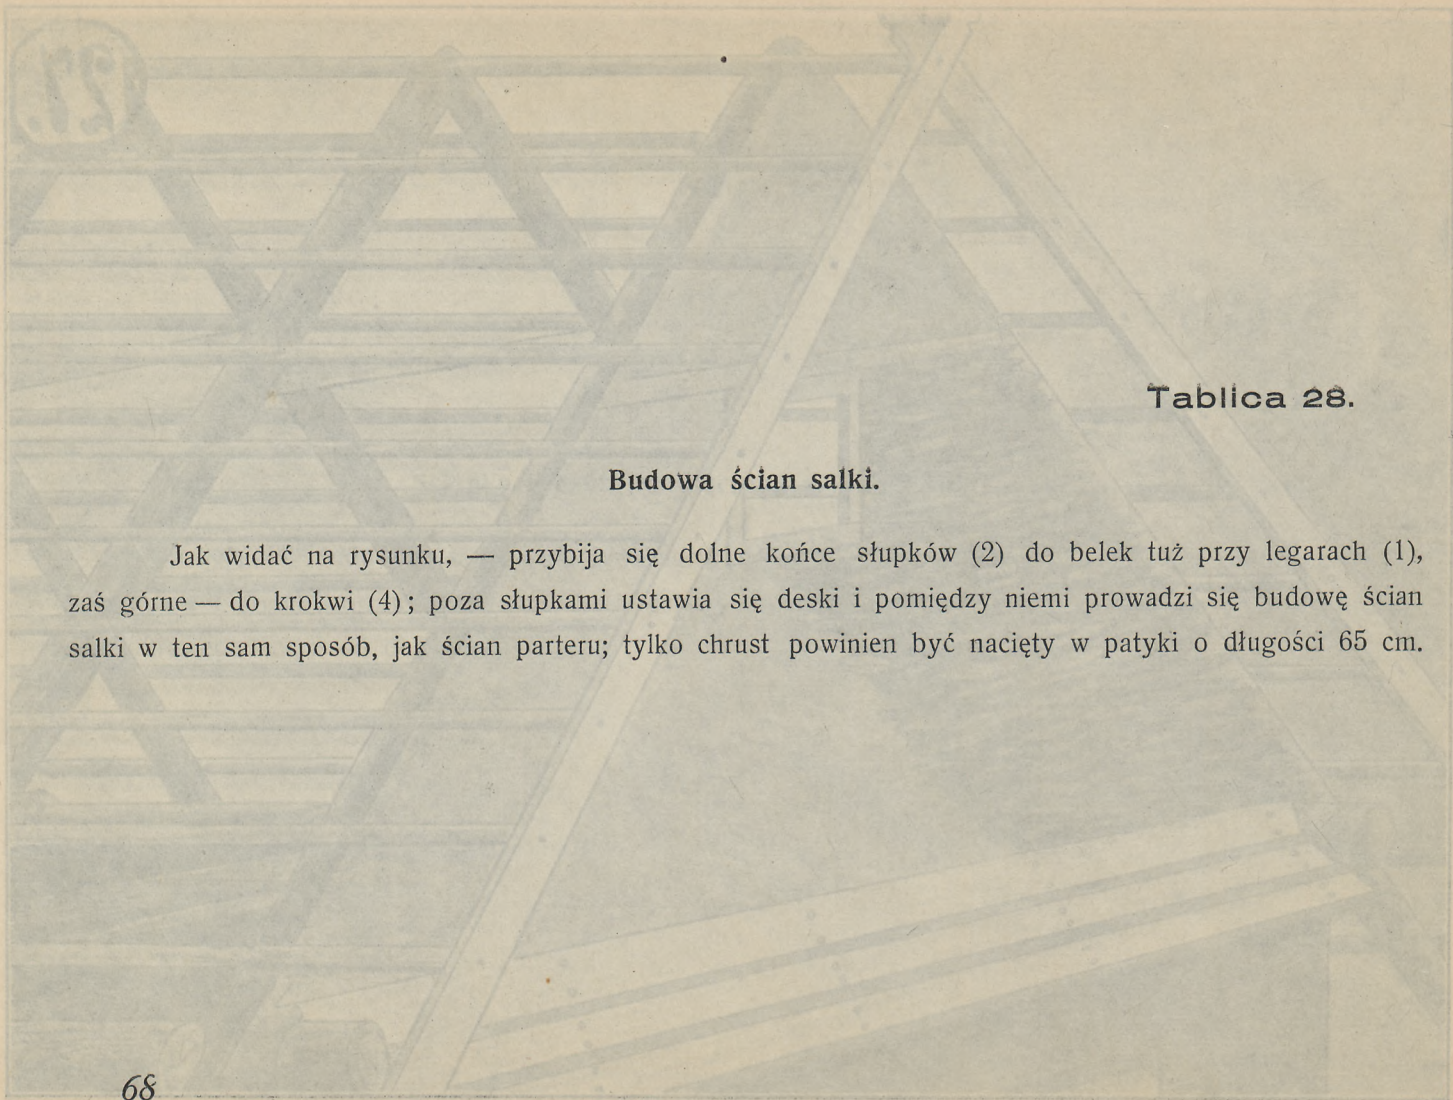 27.
Tablica 28.
Budowa ścian salki.
Jak widać na rysunku, — przybija się dolne końce słupków (2) do belek tuż przy legarach (1),
zaś górne — do krokwi (4); poza słupkami ustawia się deski i pomiędzy niemi prowadzi się budowę ścian
salki w ten sam sposób, jak ścian parteru; tylko chrust powinien być nacięty w patyki o długości 65 cm.
68